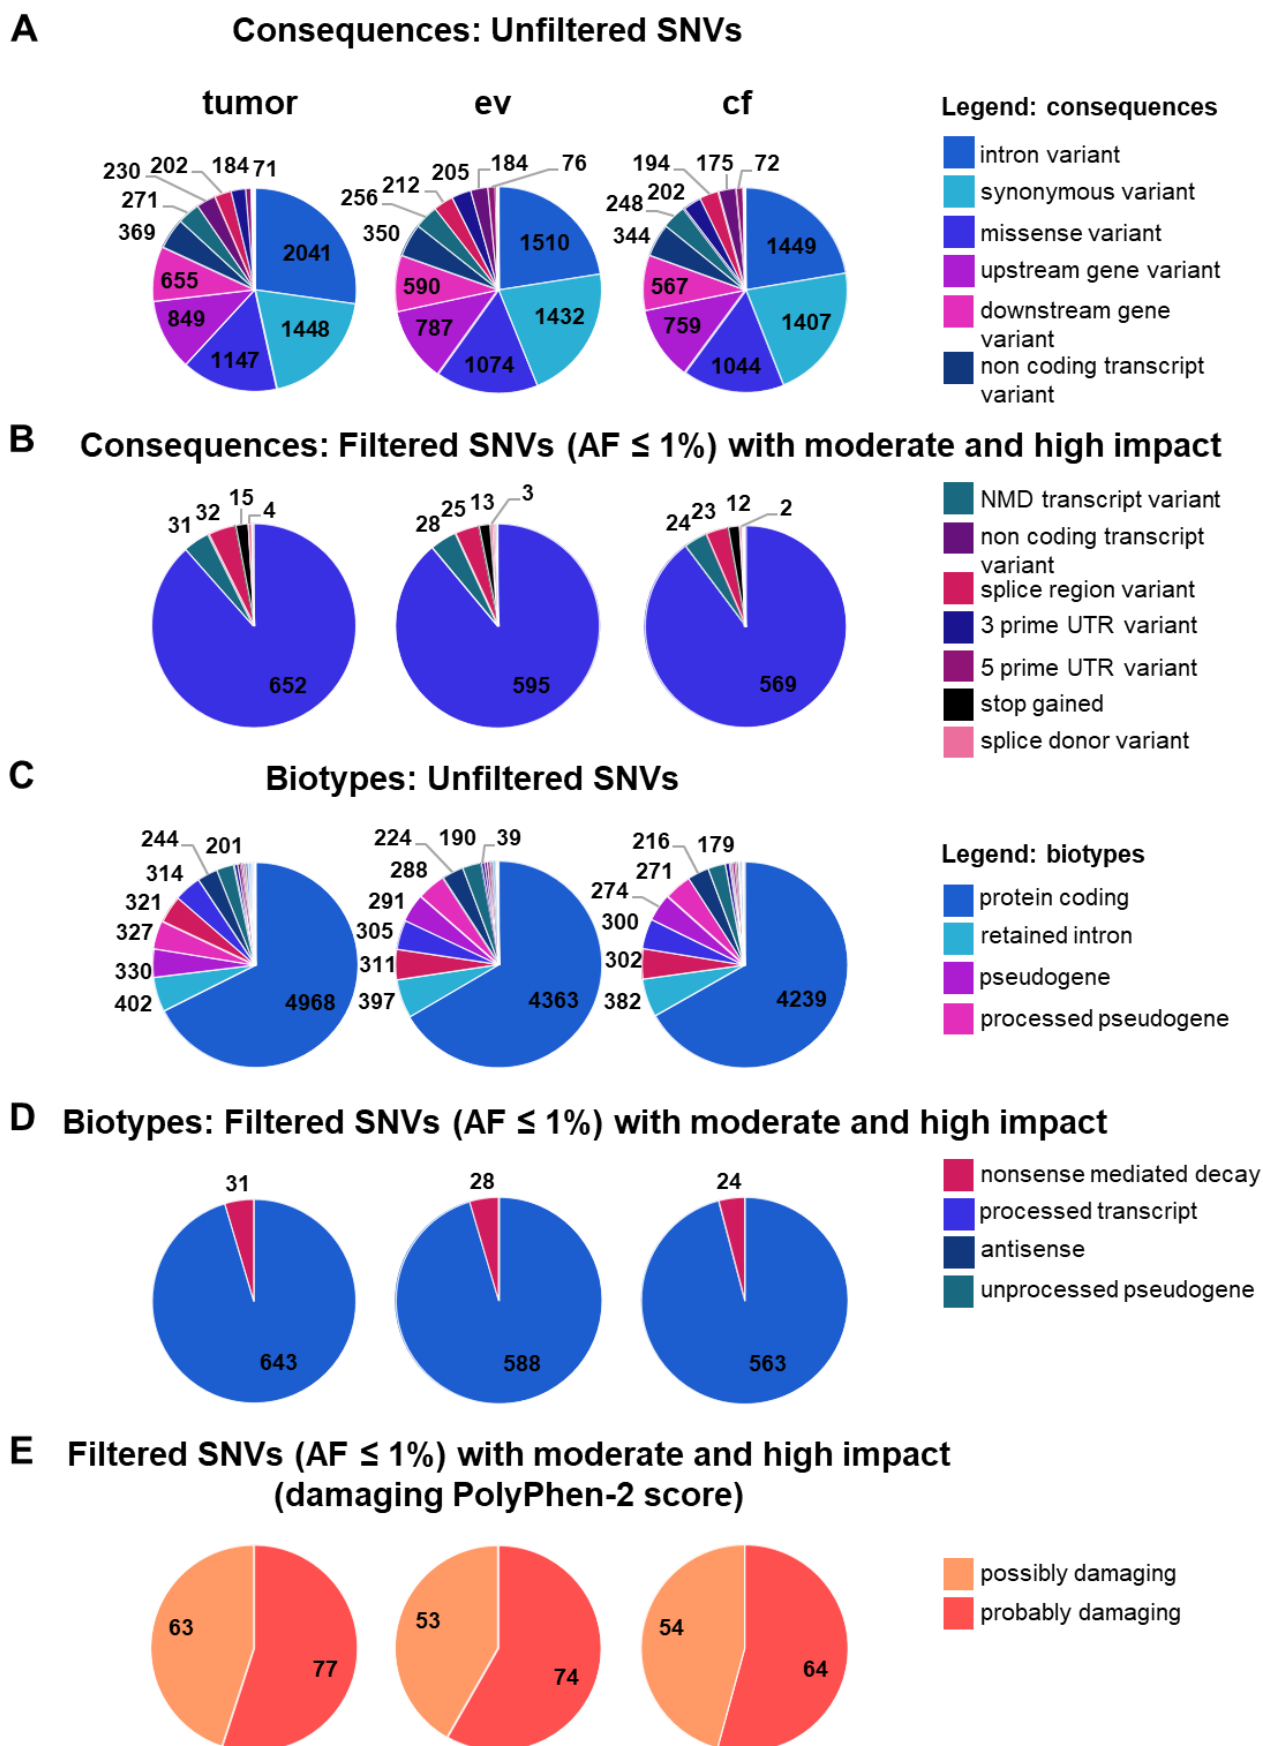 A
Consequences: Unfiltered SNVs
tumor
ev
cf
230 202 184 71
271
369
655
849
1147
1448
2041
205 184 76
212
256
350
590
787
1074
1432
1510
194 175 72
202
248
344
567
759
1044
1407
1449
Legend: consequences
intron variant
synonymous variant
missense variant
upstream gene variant
downstream gene
variant
non coding transcript
variant
B
Consequences: Filtered SNVs (AF ≤ 1%) with moderate and high impact
31 32 15 4
652
28 25 13 3
595
24 23 12 2
569
NMD transcript variant
non coding transcript
variant
splice region variant
3 prime UTR variant
5 prime UTR variant
stop gained
splice donor variant
C
Biotypes: Unfiltered SNVs
244 201
314
321
327
330
402
4968
224 190 39
288
291
305
311
397
4363
216 179
271
274
300
302
382
4239
Legend: biotypes
protein coding
retained intron
pseudogene
processed pseudogene
D
Biotypes: Filtered SNVs (AF ≤ 1%) with moderate and high impact
31
643
28
588
24
563
nonsense mediated decay
processed transcript
antisense
unprocessed pseudogene
E
Filtered SNVs (AF ≤ 1%) with moderate and high impact
(damaging PolyPhen-2 score)
63
77
53
74
54
64
possibly damaging
probably damaging